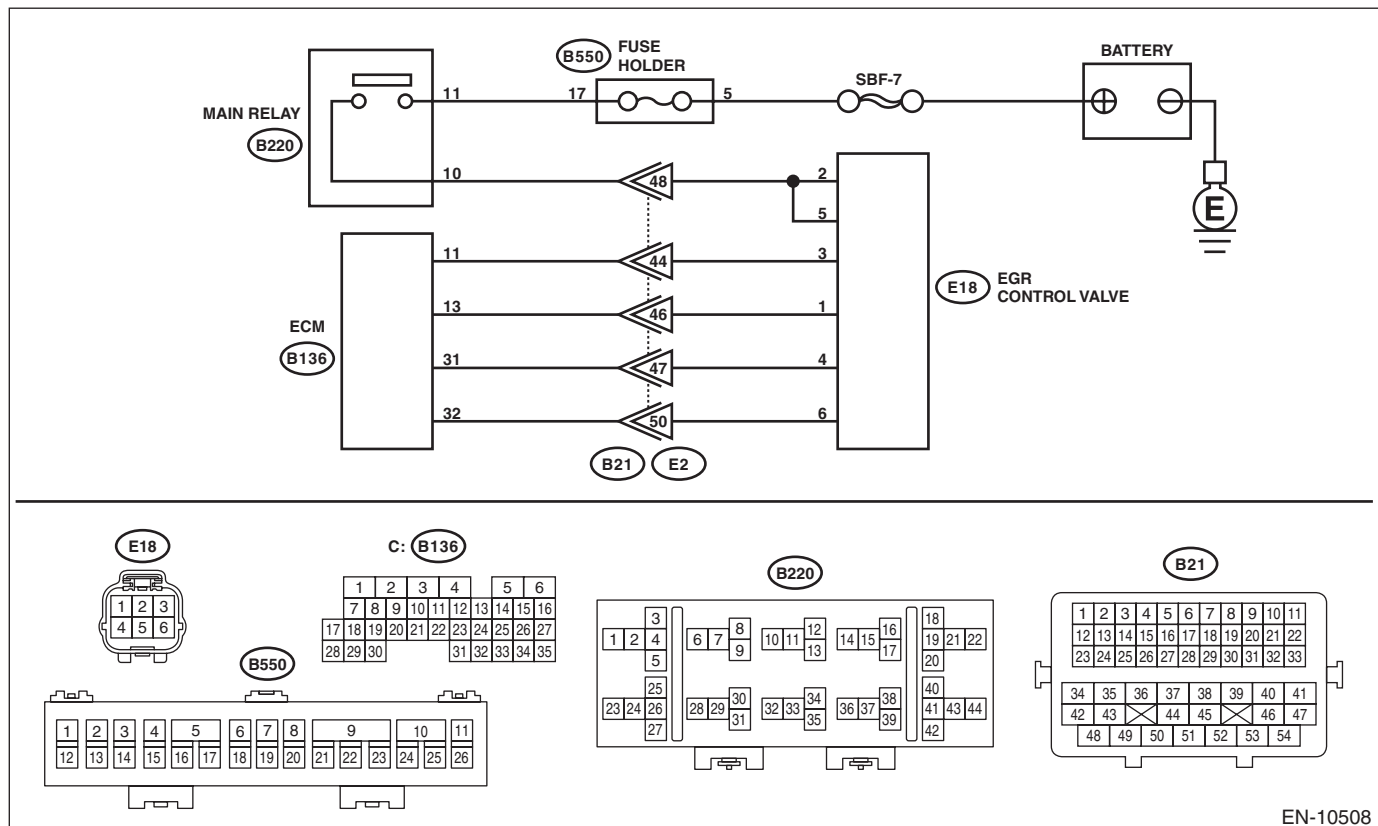 B550 FUSE HOLDER
BATTERY
SBF-7
MAIN RELAY
B220
11 17 5
10 48 2
5
11 44 3
13 46 1
31 47 4
32 50 6
ECM
B136
E18 EGR CONTROL VALVE
E
B21 E2
E18
1 2 3
4 5 6
C: B136
1 2 3 4 5 6
7 8 9 10 11 12 13 14 15 16
17 18 19 20 21 22 23 24 25 26 27
28 29 30 31 32 33 34 35
B550
1 2 3 4 5 6 7 8 9 10 11
12 13 14 15 16 17 18 19 20 21 22 23 24 25 26
B220
3 18
1 2 4 6 7 8 10 11 12 14 15 16 19 21 22
5 9 13 17 20
25 40
23 24 26 28 29 30 32 33 34 36 37 38 41 43 44
27 31 35 39 42
B21
1 2 3 4 5 6 7 8 9 10 11
12 13 14 15 16 17 18 19 20 21 22
23 24 25 26 27 28 29 30 31 32 33
34 35 36 37 38 39 40 41
42 43 44 45 46 47
48 49 50 51 52 53 54
EN-10508